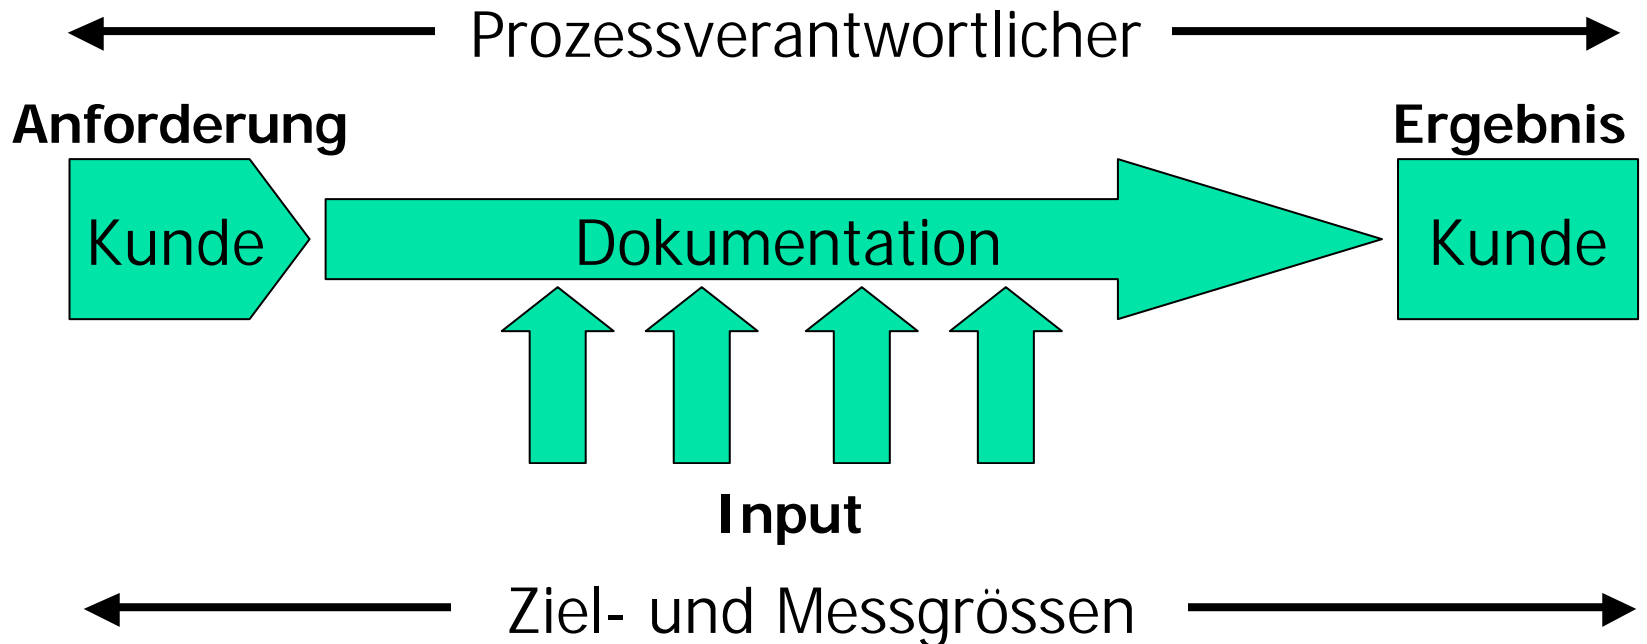 Prozessverantwortlicher
Anforderung
Ergebnis
Kunde
Dokumentation
Kunde
Input
Ziel- und Messgrössen